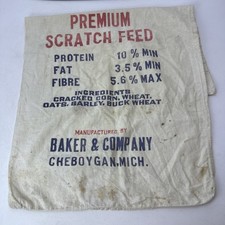 PREMIUM
SCRATCH FEED
PROTEIN 10 % MIN
FAT 3.5 % MIN
FIBRE 5.6 % MAX
INGREDIENTS
CRACKED CORN, WHEAT,
OATS, BARLEY, BUCK WHEAT
MANUFACTURED BY
BAKER & COMPANY
CHEBOYGAN, MICH.